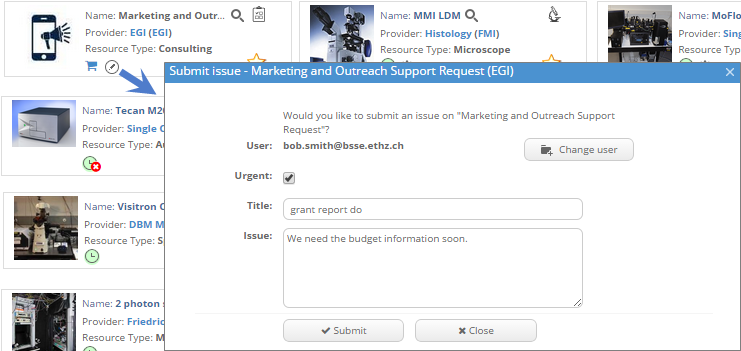 Name: Marketing and Outr...
Provider: EGI (EGI)
Resource Type: Consulting
Name: MMI LDM
Provider: Histology (FMI)
Resource Type: Microscope
Name: MoFlo
Provider: Sing
Resource Typ
Submit issue - Marketing and Outreach Support Request (EGI)
Would you like to submit an issue on "Marketing and Outreach Support
Request"?
User: bob.smith@bsse.ethz.ch
Change user
Urgent:
Title: grant report do
Issue: We need the budget information soon.
Submit
Close
Name: Tecan M20
Provider: Single C
Resource Type: Au
Name: Visitron C
Provider: DBM M
Resource Type: S
Name: 2 photon s
Provider: Friedric
Resource Type: M